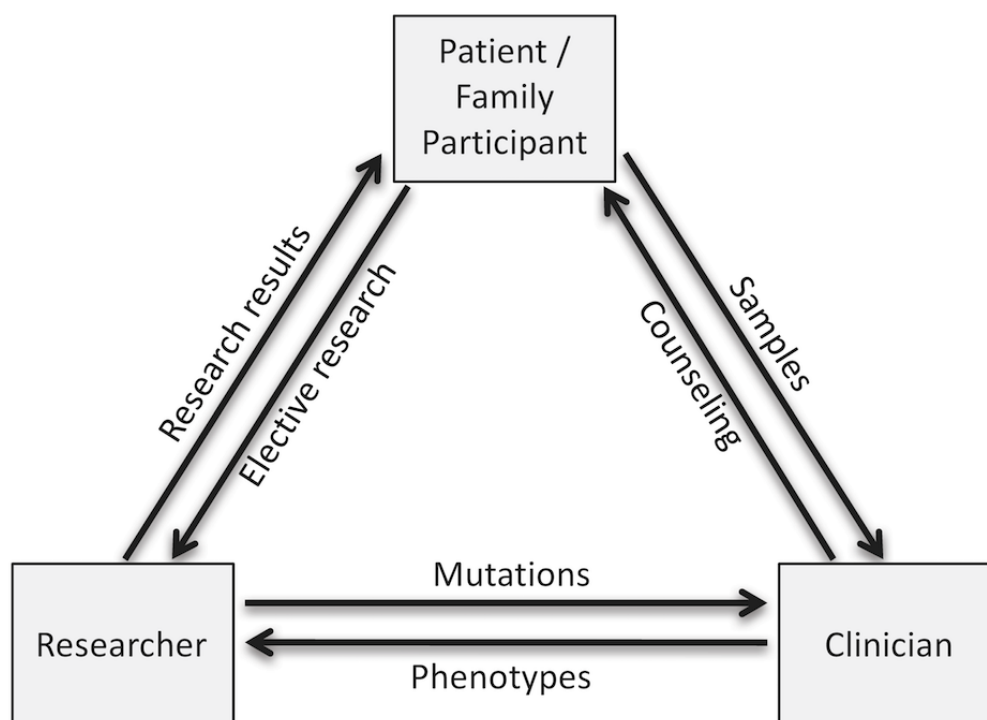 Patient /
Family
Participant
Research results
Elective research
Counseling
Samples
Mutations
Researcher
Clinician
Phenotypes